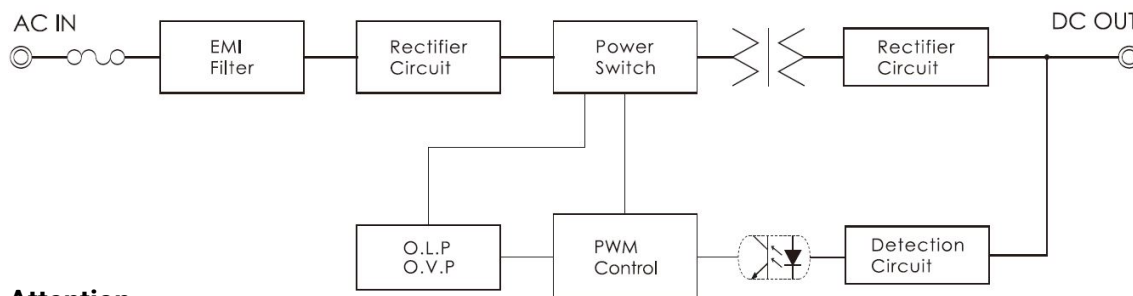 AC IN
DC OUT
EMI
Filter
Rectifier
Circuit
Power
Switch
Rectifier
Circuit
O.L.P
O.V.P
PWM
Control
Detection
Circuit
Attention